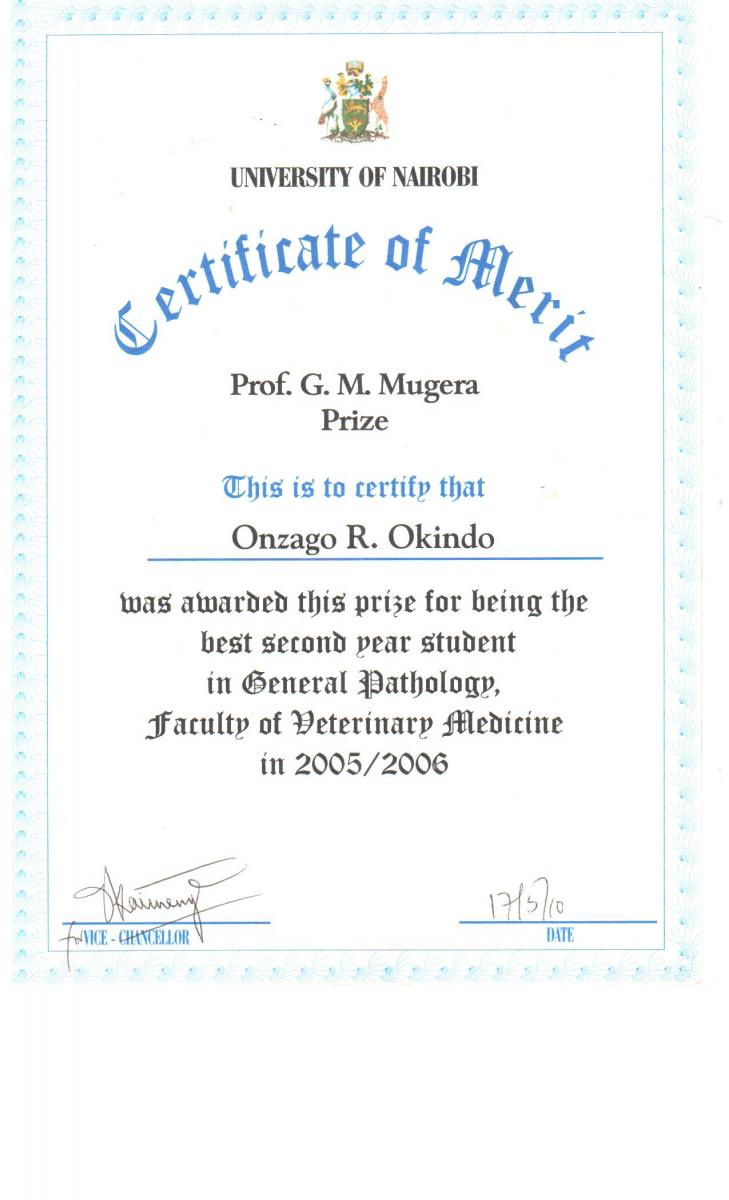 UNIVERSITY OF NAIROBI
Certificate of Merit
Prof. G. M. Mugera
Prize
This is to certify that
Onzago R. Okindo
was awarded this prize for being the
best second year student
in General Pathology,
Faculty of Veterinary Medicine
in 2005/2006
17/5/10
for VICE - CHANCELLOR
DATE